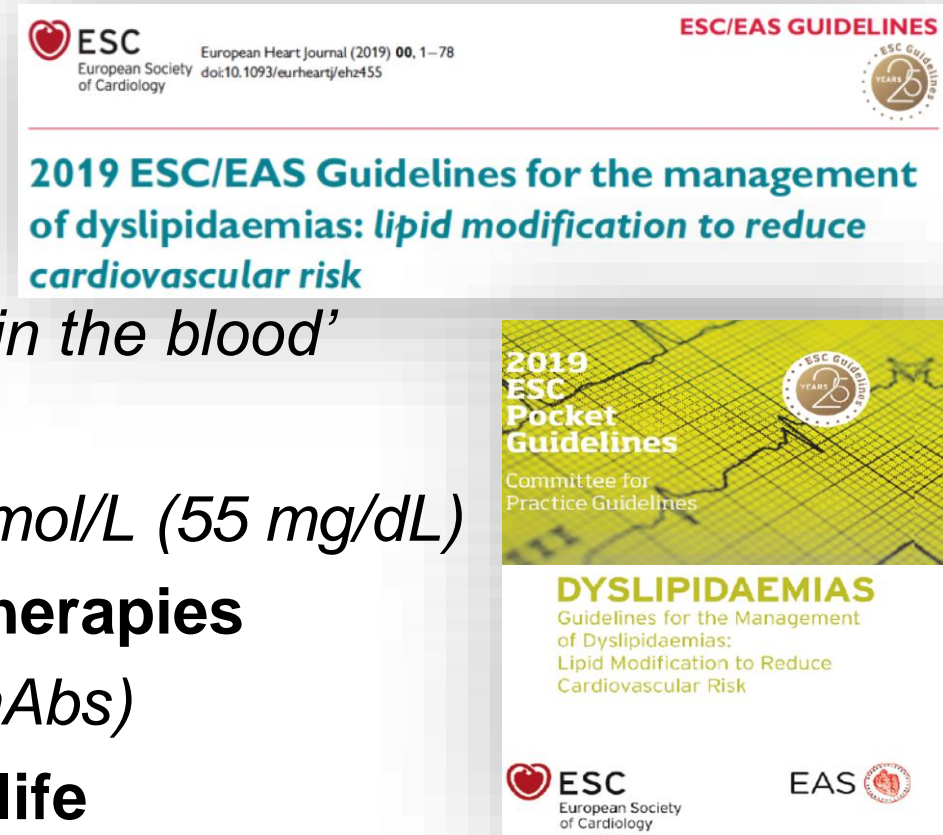 ESC
European Society
of Cardiology
European Heart Journal (2019) 00, 1–78
doi:10.1093/eurheartj/ehz455
ESC/EAS GUIDELINES
ESC Guidelines
YEARS 25
2019 ESC/EAS Guidelines for the management
of dyslipidaemias: lipid modification to reduce
cardiovascular risk
in the blood’
mol/L (55 mg/dL)
herapies
Abs)
life
2019
ESC
Pocket
Guidelines
Committee for
Practice Guidelines
ESC Guidelines
YEARS 25
DYSLIPIDAEMIAS
Guidelines for the Management
of Dyslipidaemias:
Lipid Modification to Reduce
Cardiovascular Risk
ESC
European Society
of Cardiology
EAS